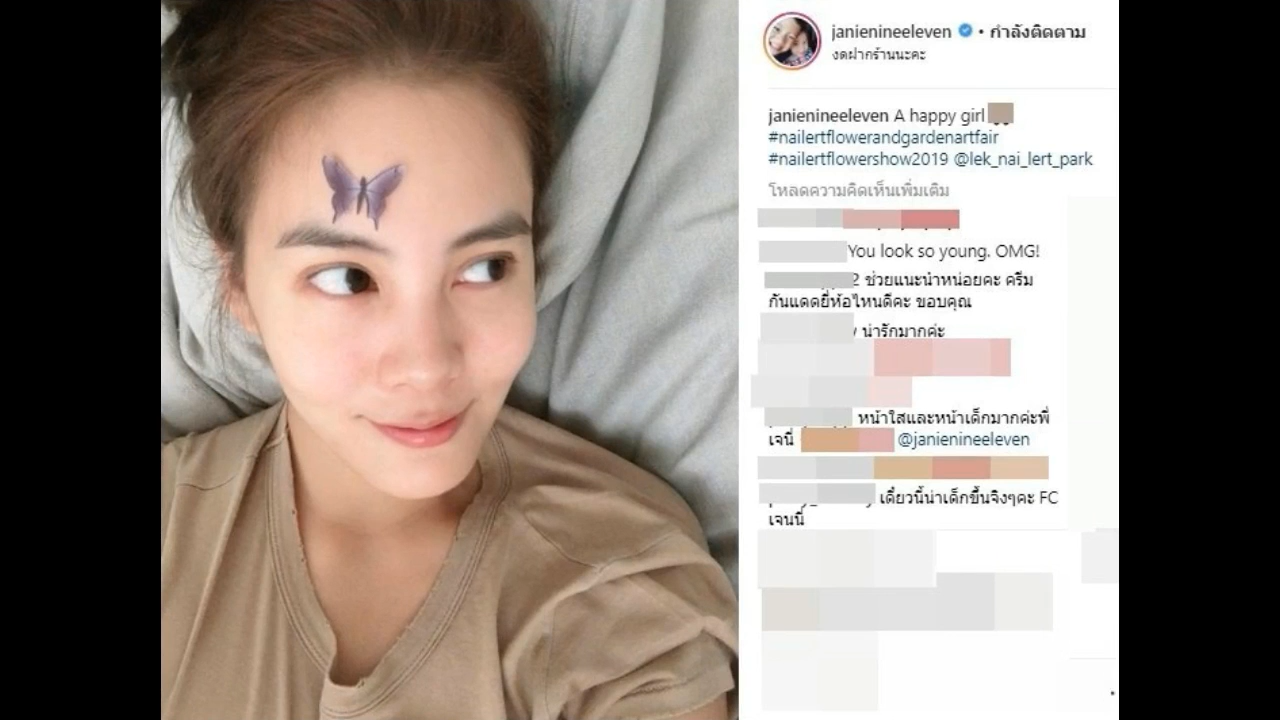 janienineeleven • กำลังติดตาม
งดฝากร้านนะคะ
janienineeleven A happy girl
#nailertflowerandgardenartfair
#nailertflowershow2019 @lek_nai_lert_park
โหลดความคิดเห็นเพิ่มเติม
You look so young. OMG!
2 ช่วยแนะนำหน่อยคะ ครีม
กันแดดยี่ห้อไหนดีคะ ขอบคุณ
น่ารักมากค่ะ
หน้าใสและหน้าเด็กมากค่ะพี่
เจนี่ @janienineeleven
เดี๋ยวนี้น่าเด็กขึ้นจิงๆคะ FC
เจนนี่